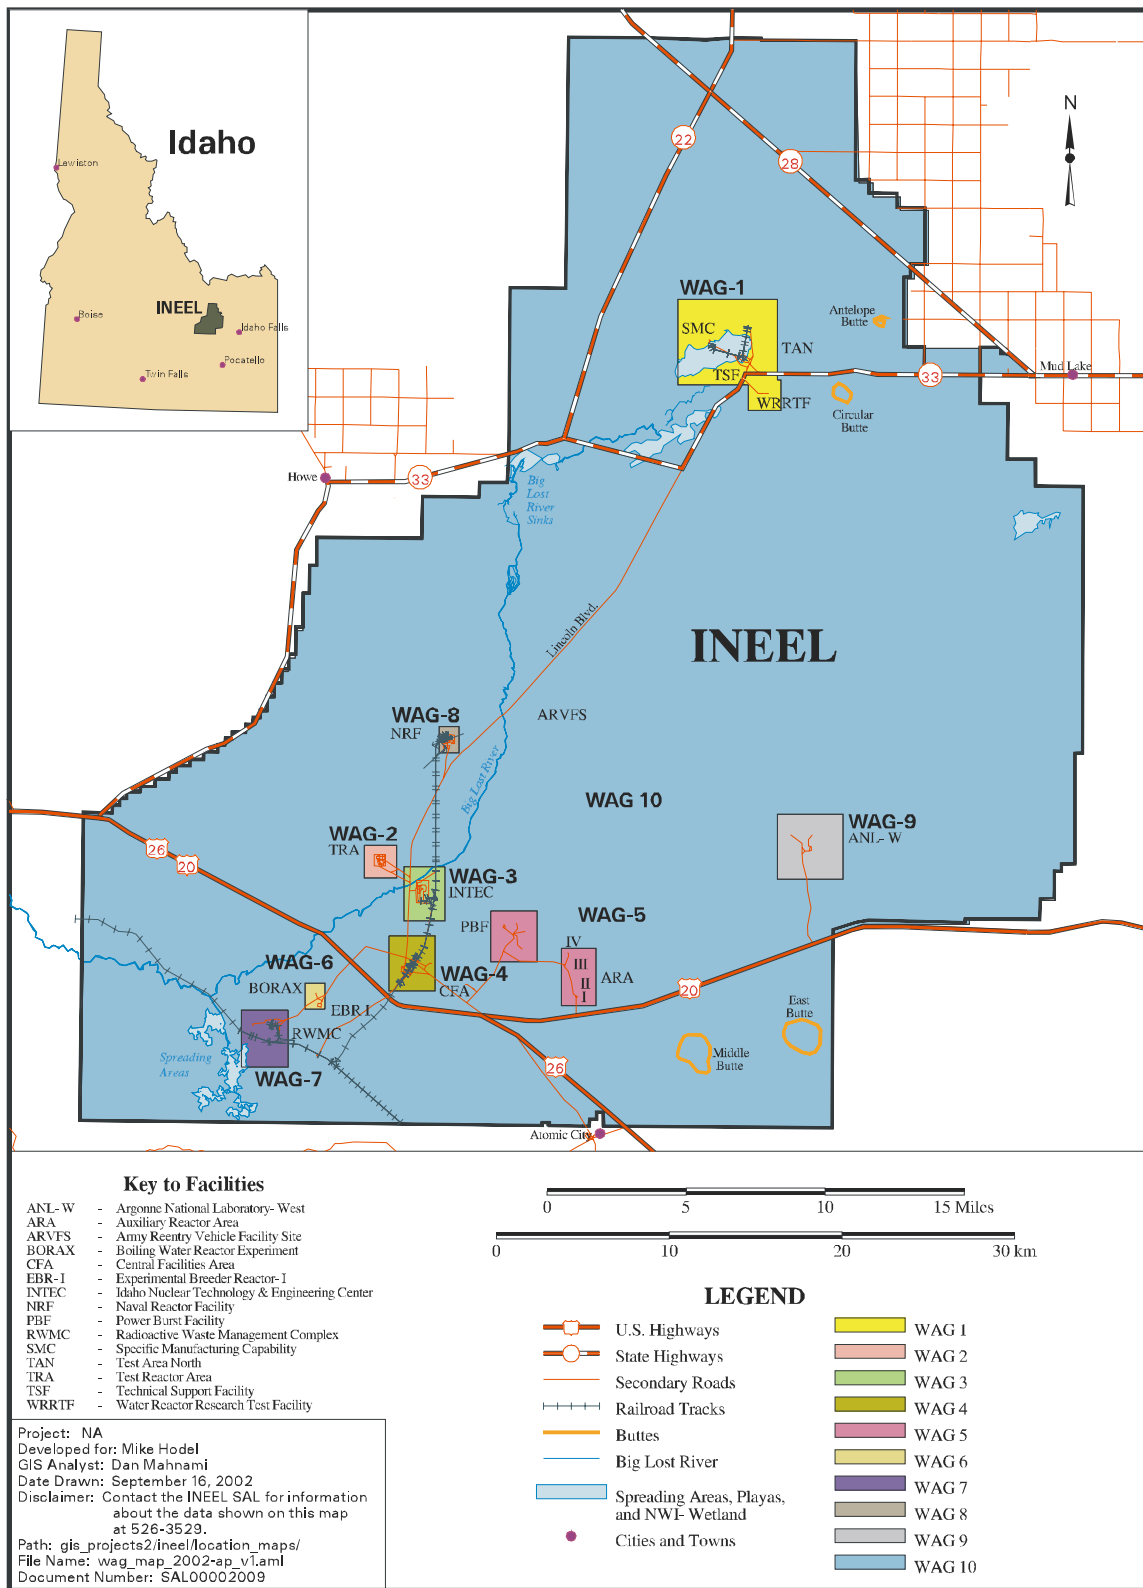 Idaho
Lewiston
INEEL
Boise
Idaho Falls
Pocatello
Twin Falls
N
22
28
WAG-1
SMC
TAN
TSF
WRRTF
Antelope
Butte
33
Mud Lake
Circular
Butte
Howe
33
Big
Lost
River
Sinks
Lincoln Blvd.
INEEL
WAG-8
NRF
ARVFS
Big Lost River
WAG 10
26
20
WAG-2
TRA
WAG-3
INTEC
WAG-9
ANL-W
PBF
WAG-5
IV
III
II
I
ARA
WAG-6
BORAX
WAG-4
CFA
EBR I
20
RWMC
WAG-7
Spreading
Areas
East
Butte
Middle
Butte
26
Atomic City
Key to Facilities
ANL-W - Argonne National Laboratory-West
ARA - Auxiliary Reactor Area
ARVFS - Army Reentry Vehicle Facility Site
BORAX - Boiling Water Reactor Experiment
CFA - Central Facilities Area
EBR-I - Experimental Breeder Reactor-I
INTEC - Idaho Nuclear Technology & Engineering Center
NRF - Naval Reactor Facility
PBF - Power Burst Facility
RWMC - Radioactive Waste Management Complex
SMC - Specific Manufacturing Capability
TAN - Test Area North
TRA - Test Reactor Area
TSF - Technical Support Facility
WRRTF - Water Reactor Research Test Facility
0 5 10 15 Miles
0 10 20 30 km
LEGEND
U.S. Highways
State Highways
Secondary Roads
Railroad Tracks
Buttes
Big Lost River
Spreading Areas, Playas,
and NWI-Wetland
Cities and Towns
WAG 1
WAG 2
WAG 3
WAG 4
WAG 5
WAG 6
WAG 7
WAG 8
WAG 9
WAG 10
Project: NA
Developed for: Mike Hodel
GIS Analyst: Dan Mahnami
Date Drawn: September 16, 2002
Disclaimer: Contact the INEEL SAL for information
about the data shown on this map
at 526-3529.
Path: gis_projects2/ineel/location_maps/
File Name: wag_map_2002-ap_v1.aml
Document Number: SAL00002009